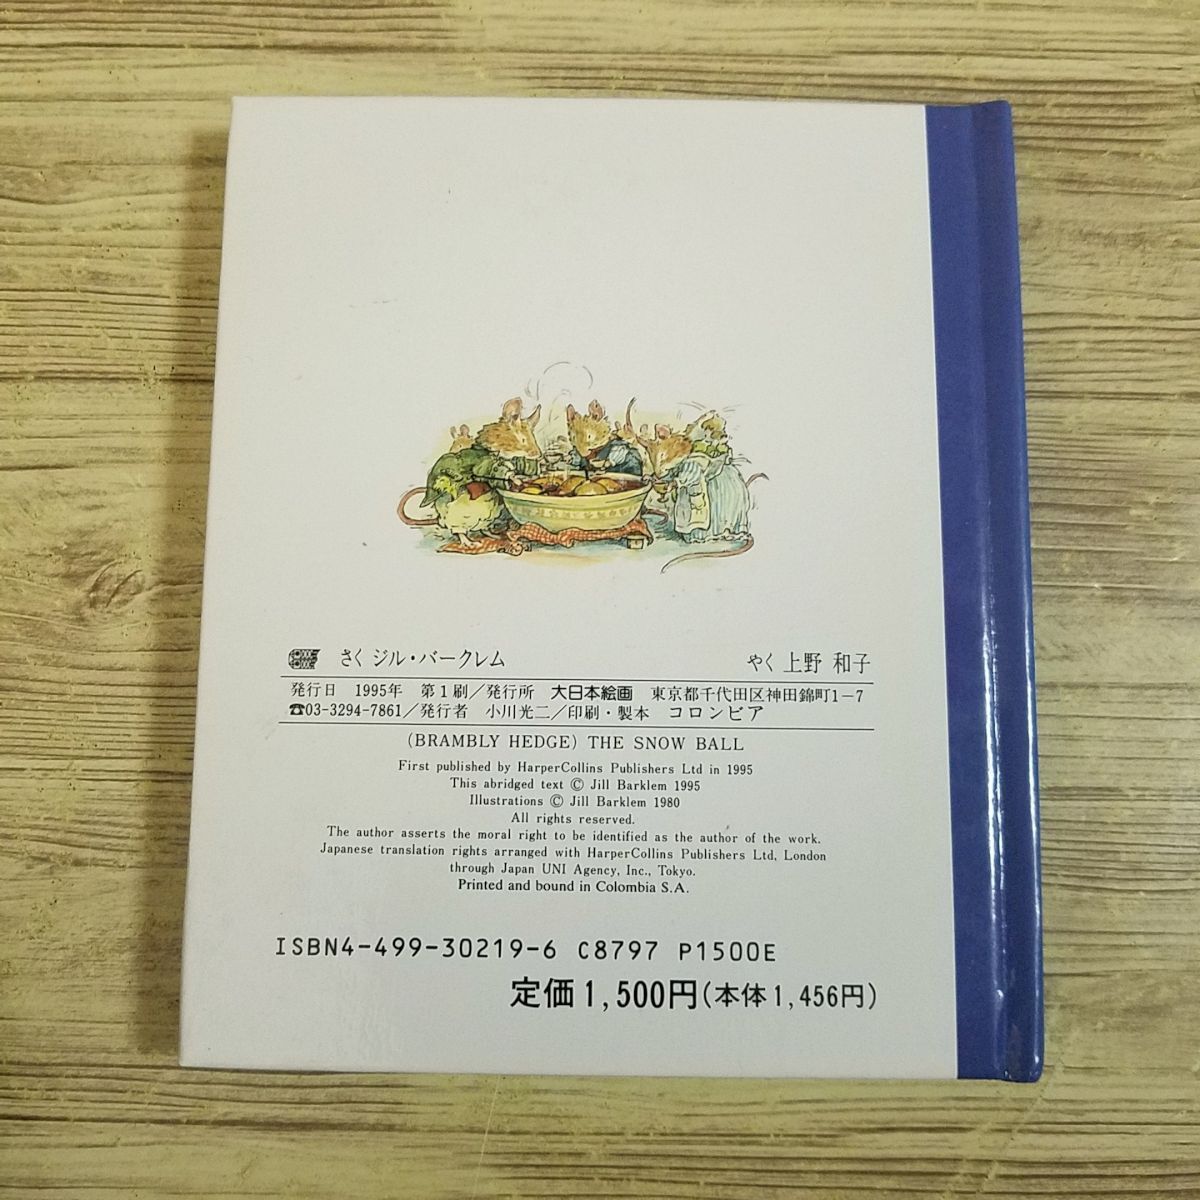 さく ジル・バークレム やく 上野 和子
発行日 1995年 第1刷/発行所 大日本絵画 東京都千代田区神田錦町1-7
☎03-3294-7861/発行者 小川光二/印刷・製本 コロンビア
(BRAMBLY HEDGE) THE SNOW BALL
First published by HarperCollins Publishers Ltd in 1995
This abridged text © Jill Barklem 1995
Illustrations © Jill Barklem 1980
All rights reserved.
The author asserts the moral right to be identified as the author of the work.
Japanese translation rights arranged with HarperCollins Publishers Ltd, London
through Japan UNI Agency, Inc., Tokyo.
Printed and bound in Colombia S.A.
ISBN4-499-30219-6 C8797 P1500E
定価1,500円(本体1,456円)